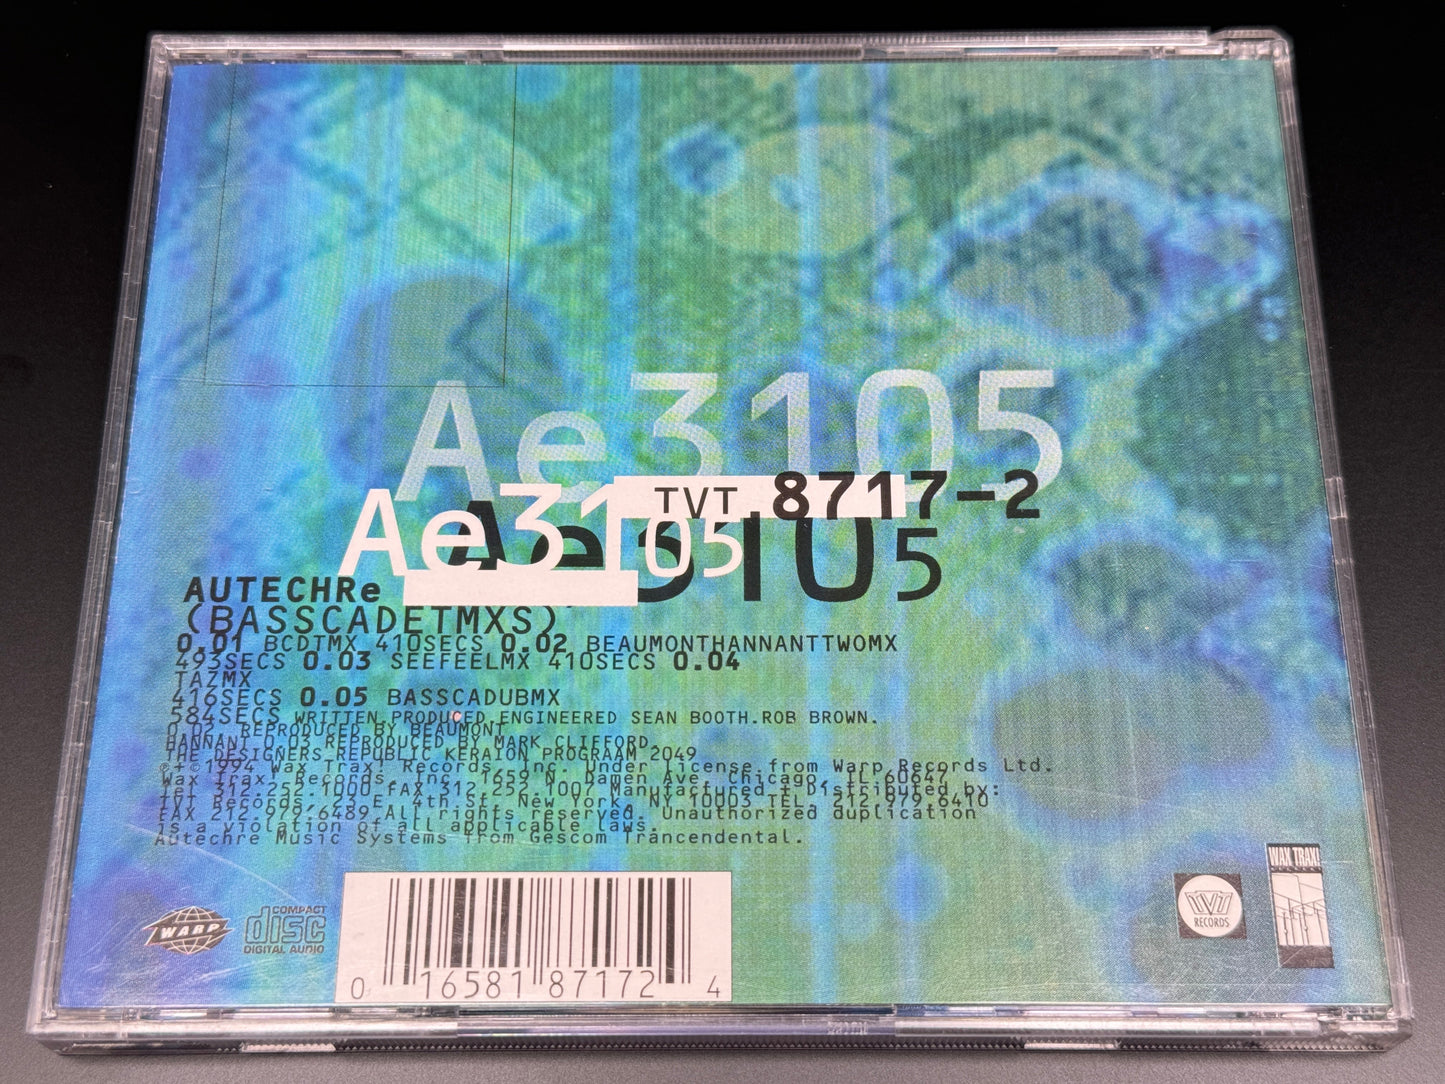 Ae3105
TVT 8717-2
Ae3105
Ae3105
AUTECHRe
(BASSCADETMXS)
0.01 BCDTMX 410SECS 0.02 BEAUMONTHANNANTTWOMX
493SECS 0.03 SEEFEELMX 410SECS 0.04
TAZMX
416SECS 0.05 BASSCADUBMX
584SECS WRITTEN.PRODUCED.ENGINEERED SEAN BOOTH.ROB BROWN.
0.02 REPRODUCED BY BEAUMONT
HANNANT 0.03 REPRODUCED BY MARK CLIFFORD
THE DESIGNERS REPUBLIC 2049
℗+©1994 Wax Trax! Records, Inc. Under License from Warp Records Ltd.
Wax Trax! Records, Inc. 1659 N. Damen Ave. Chicago, IL 60647
Tel 312.252.1000 FAX 312.252.1007 Manufactured + Distributed by:
TVT Records, 23 E. 4th St. New York, NY 10003 TEL. 212.979.6410
FAX 212.979.6489 All rights reserved. Unauthorized duplication
is a violation of all applicable laws.
Autechre Music Systems from Gescom Trancendental.
WAX TRAX!
RECORDS
TVT
RECORDS
WARP
COMPACT
disc
DIGITAL AUDIO
0 16581 87172 4